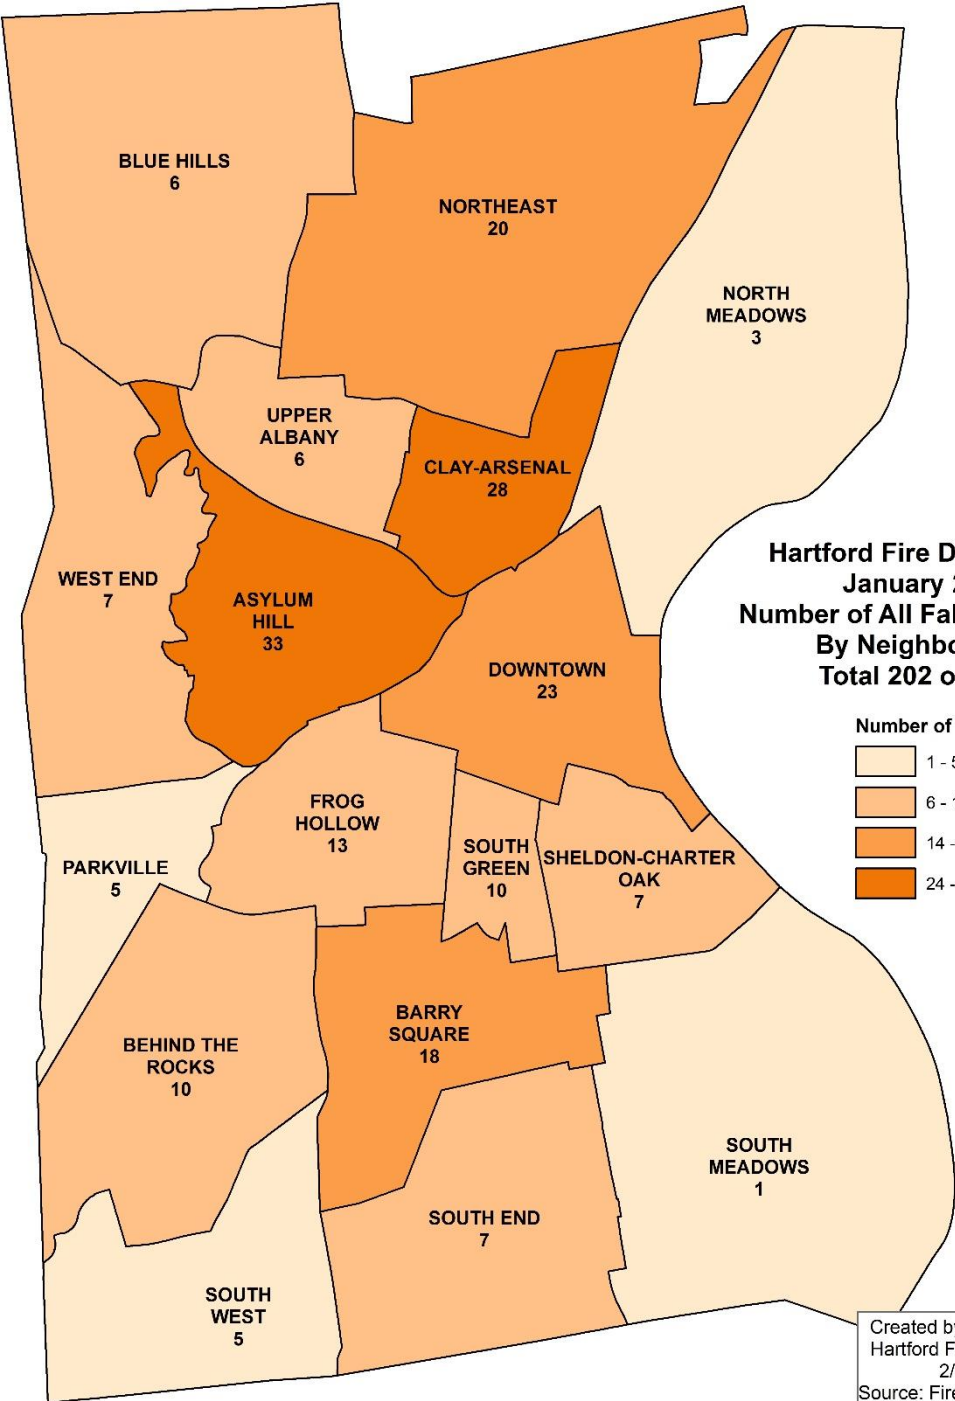 BLUE HILLS
6
NORTHEAST
20
NORTH
MEADOWS
3
UPPER
ALBANY
6
CLAY-ARSENAL
28
WEST END
7
ASYLUM
HILL
33
DOWNTOWN
23
Hartford Fire
January
Number of All
By
Total 202
Number of
1 -
6 -
14 -
24 -
FROG
HOLLOW
13
SOUTH
GREEN
10
SHELDON-CHARTER
OAK
7
PARKVILLE
5
BARRY
SQUARE
18
BEHIND THE
ROCKS
10
SOUTH
MEADOWS
1
SOUTH END
7
SOUTH
WEST
5
Created
Hartford
2/
Source: